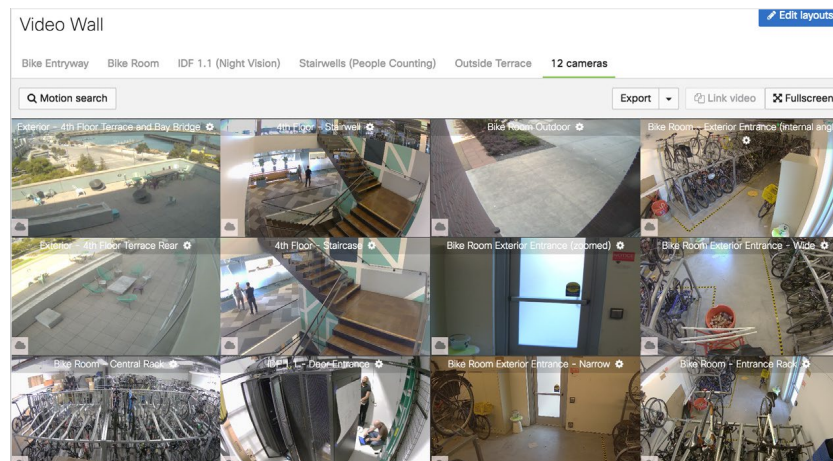 Video Wall
Edit layouts
Bike Entryway Bike Room IDF 1.1 (Night Vision) Stairwells (People Counting) Outside Terrace 12 cameras
Motion search Export Link video Fullscreen
Exterior - 4th Floor Terrace and Bay Bridge 4th Floor - Stairwell Bike Room Outdoor Bike Room - Exterior Entrance (internal ang
Exterior - 4th Floor Terrace Rear 4th Floor - Staircase Bike Room Exterior Entrance (zoomed) Bike Room Exterior Entrance - Wide
Bike Room - Central Rack IDF 1.1 - Door Entrance Bike Room Exterior Entrance - Narrow Bike Room - Entrance Rack